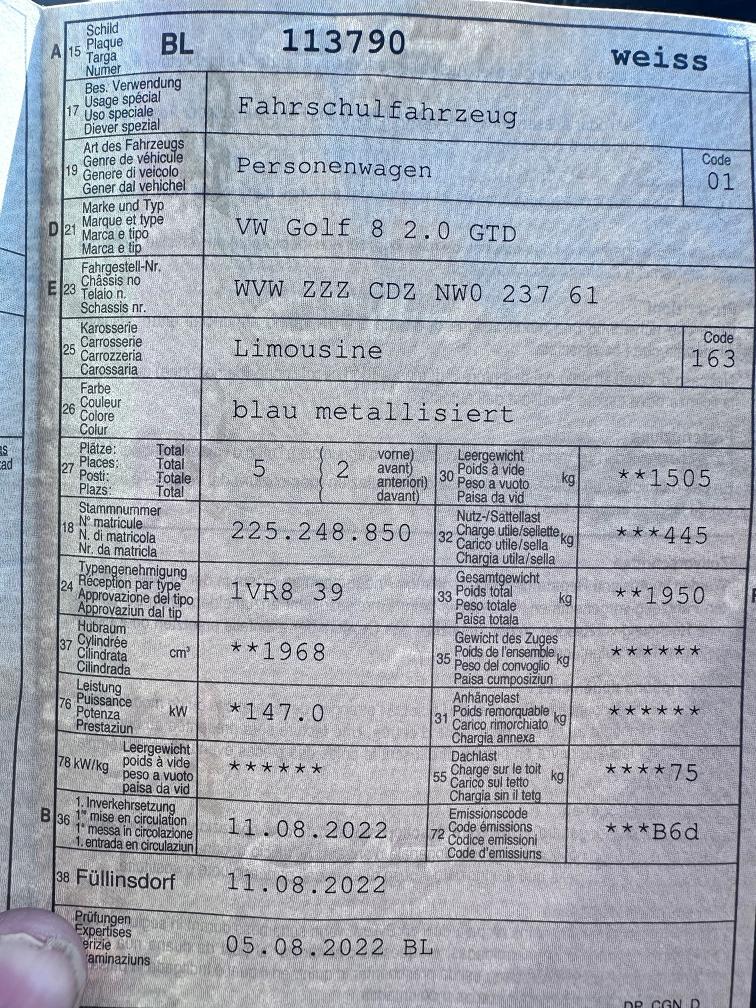 A 15 Schild BL 113790 weiss
Plaque
Targa
Numer
17 Bes. Verwendung Fahrschulfahrzeug
Usage spécial
Uso speciale
Diever spezial
19 Art des Fahrzeugs Personenwagen Code 01
Genre de véhicule
Genere di veicolo
Gener dal vehichel
D 21 Marke und Typ VW Golf 8 2.0 GTD
Marque et type
Marca e tipo
Marca e tip
E 23 Fahrgestell-Nr. WVW ZZZ CDZ NW0 237 61
Châssis no
Telaio n.
Schassis nr.
25 Karosserie Limousine Code 163
Carrosserie
Carrozzeria
Carossaria
26 Farbe blau metallisiert
Couleur
Colore
Colur
27 Plätze: Total 5 ( 2 vorne)
Places: Total avant)
Posti: Totale anteriori)
Plazs: Total davant)
30 Leergewicht kg **1505
Poids à vide
Peso a vuoto
Paisa da vid
18 Stammnummer 225.248.850
N° matricule
N. di matricola
Nr. da matricla
32 Nutz-/Sattellast kg ***445
Charge utile/sellette
Carico utile/sella
Chargia utila/sella
24 Typengenehmigung 1VR8 39
Réception par type
Approvazione del tipo
Approvaziun dal tip
33 Gesamtgewicht kg **1950
Poids total
Peso totale
Paisa totala
37 Hubraum cm³ **1968
Cylindrée
Cilindrata
Cilindrada
35 Gewicht des Zuges kg ******
Poids de l'ensemble
Peso del convoglio
Paisa cumposiziun
76 Leistung kW *147.0
Puissance
Potenza
Prestaziun
31 Anhängelast kg ******
Poids remorquable
Carico rimorchiato
Chargia annexa
78 kW/kg Leergewicht ******
poids à vide
peso a vuoto
paisa da vid
55 Dachlast kg ****75
Charge sur le toit
Carico sul tetto
Chargia sin il tetg
B 36 1. Inverkehrsetzung 11.08.2022
1re mise en circulation
1a messa in circolazione
1. entrada en circulaziun
72 Emissionscode ***B6d
Code émissions
Codice emissioni
Code d'emissiuns
38 Füllinsdorf 11.08.2022
Prüfungen 05.08.2022 BL
Expertises
erizie
aminaziuns